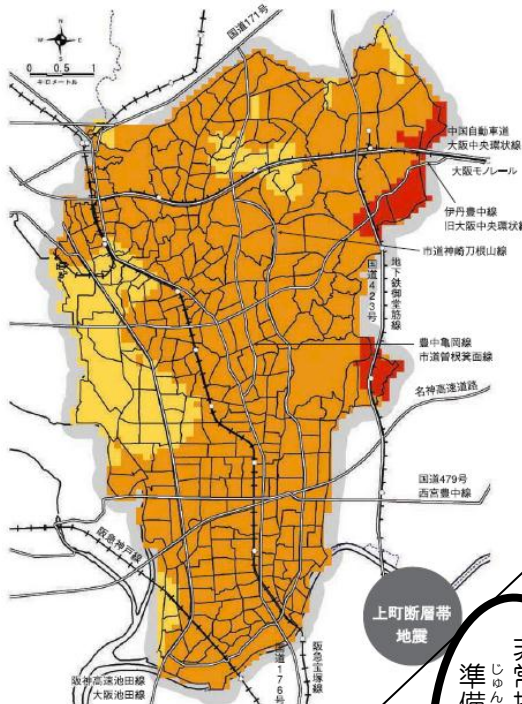 国道171号
N
W
E
S
0 0.5 1
キロメートル
中国自動車道
大阪中央環状線
大阪モノレール
伊丹豊中線
旧大阪中央環状線
市道神崎刀根山線
地下鉄御堂筋線
国道423号
豊中亀岡線
市道曽根箕面線
名神高速道路
国道479号
西宮豊中線
阪急神戸線
上町断層帯
地震
阪神高速池田線
大阪池田線
国道176号
阪急宝塚線
準備
じゅん